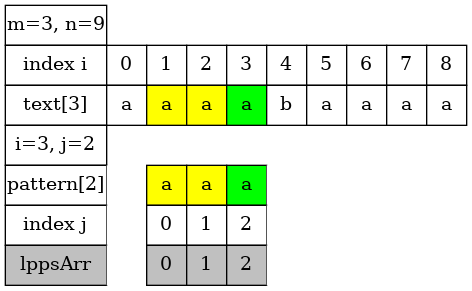 m=3, n=9
index i 0 1 2 3 4 5 6 7 8
text[3] a a a a b a a a a
i=3, j=2
pattern[2] a a a
index j 0 1 2
lppsArr 0 1 2